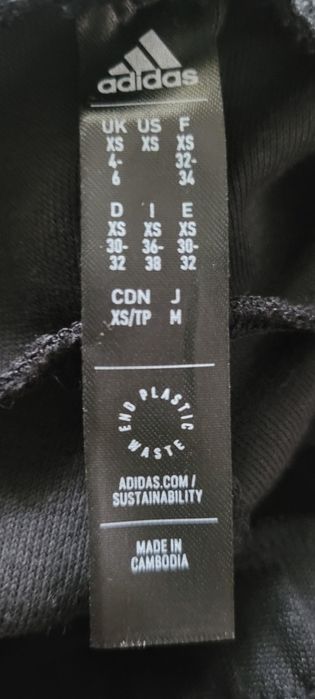 adidas
UK US F
XS XS XS
4- 32-
6 34
D I E
XS XS XS
30- 36- 30-
32 38 32
CDN J
XS/TP M
END PLASTIC WASTE
ADIDAS.COM/
SUSTAINABILITY
MADE IN
CAMBODIA